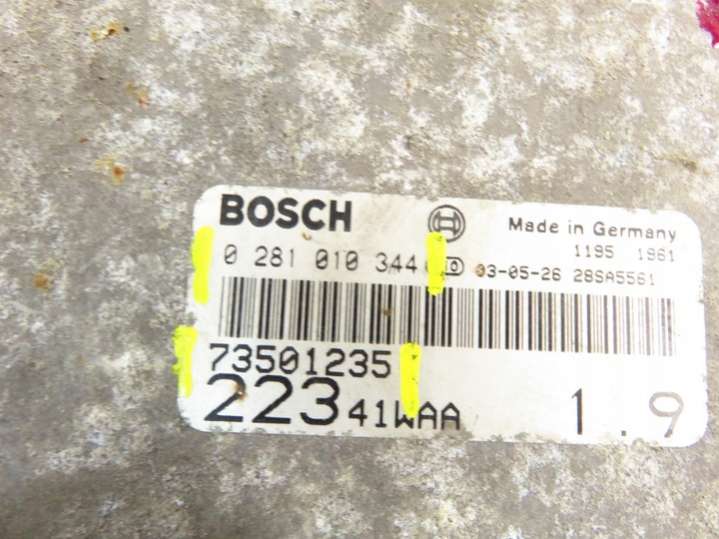 BOSCH Made in Germany
1195 1961
0 281 010 344 03-05-26 28SA5561
73501235
223 41WAA 1.9